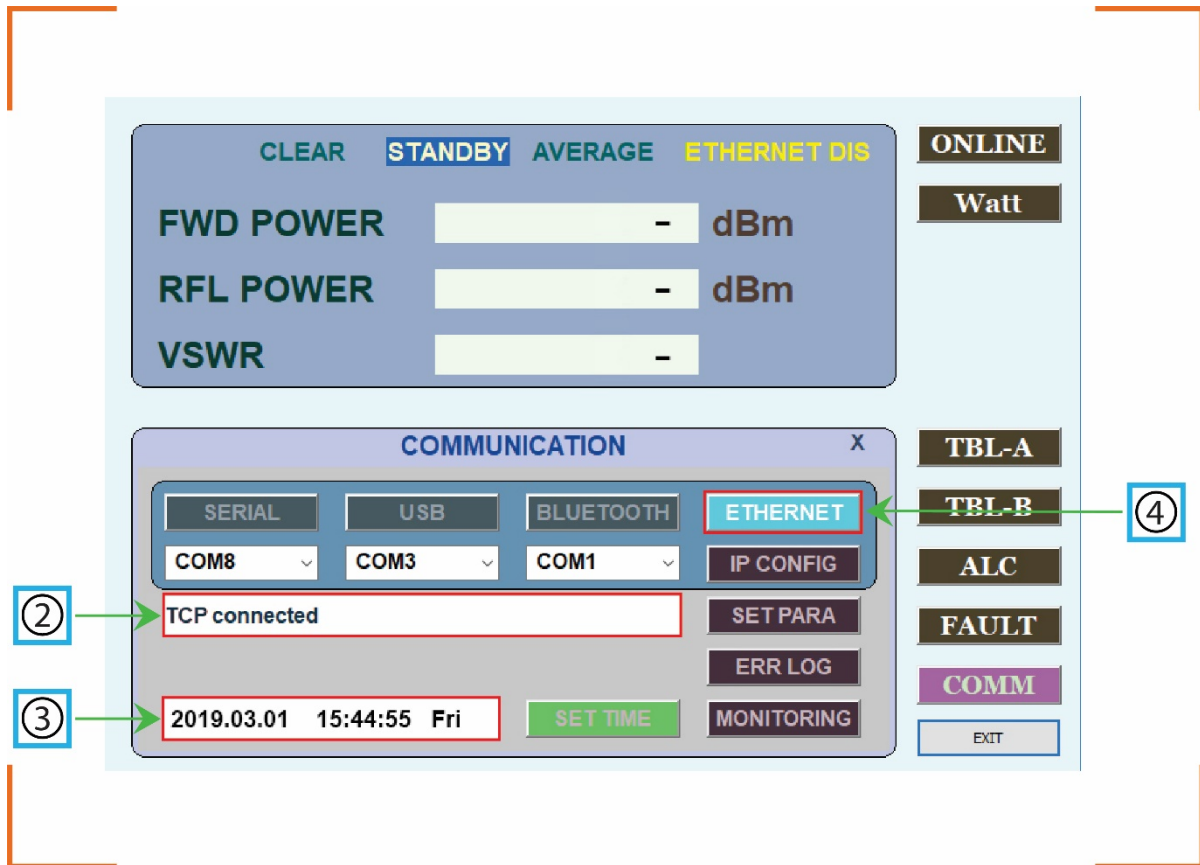 CLEAR STANDBY AVERAGE ETHERNET DIS
ONLINE
Watt
FWD POWER - dBm
RFL POWER - dBm
VSWR -
COMMUNICATION X
TBL-A
SERIAL USB BLUETOOTH ETHERNET
TBL-B
④
COM8 COM3 COM1 IP CONFIG
ALC
②
TCP connected
SET PARA
FAULT
ERR LOG
COMM
③
2019.03.01 15:44:55 Fri
SET TIME
MONITORING
EXIT